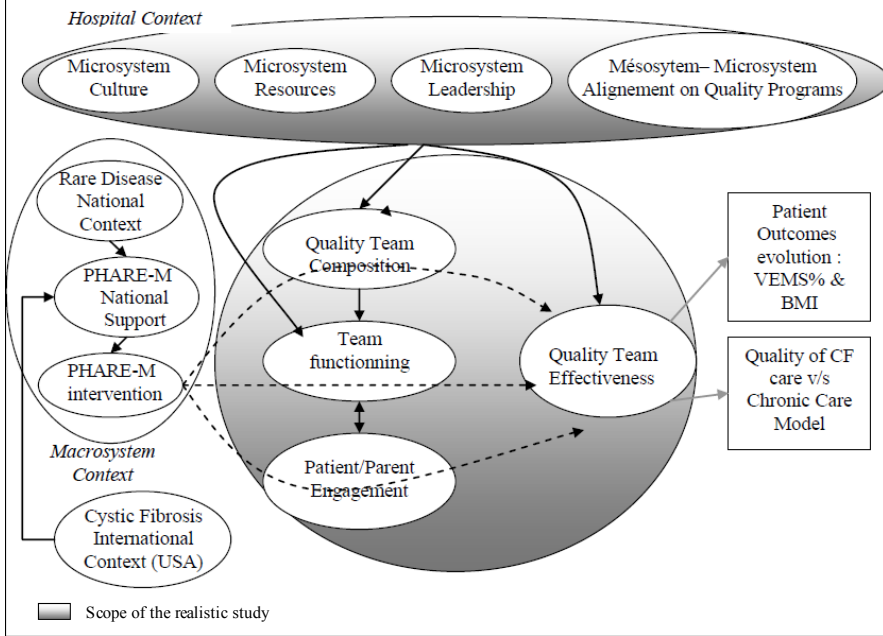 Hospital Context
Microsystem
Culture
Microsystem
Resources
Microsystem
Leadership
Mésosytem– Microsystem
Alignement on Quality Programs
Rare Disease
National
Context
PHARE-M
National
Support
PHARE-M
intervention
Macrosystem
Context
Cystic Fibrosis
International
Context (USA)
Quality Team
Composition
Team
functionning
Patient/Parent
Engagement
Quality Team
Effectiveness
Patient
Outcomes
evolution :
VEMS% &
BMI
Quality of CF
care v/s
Chronic Care
Model
Scope of the realistic study